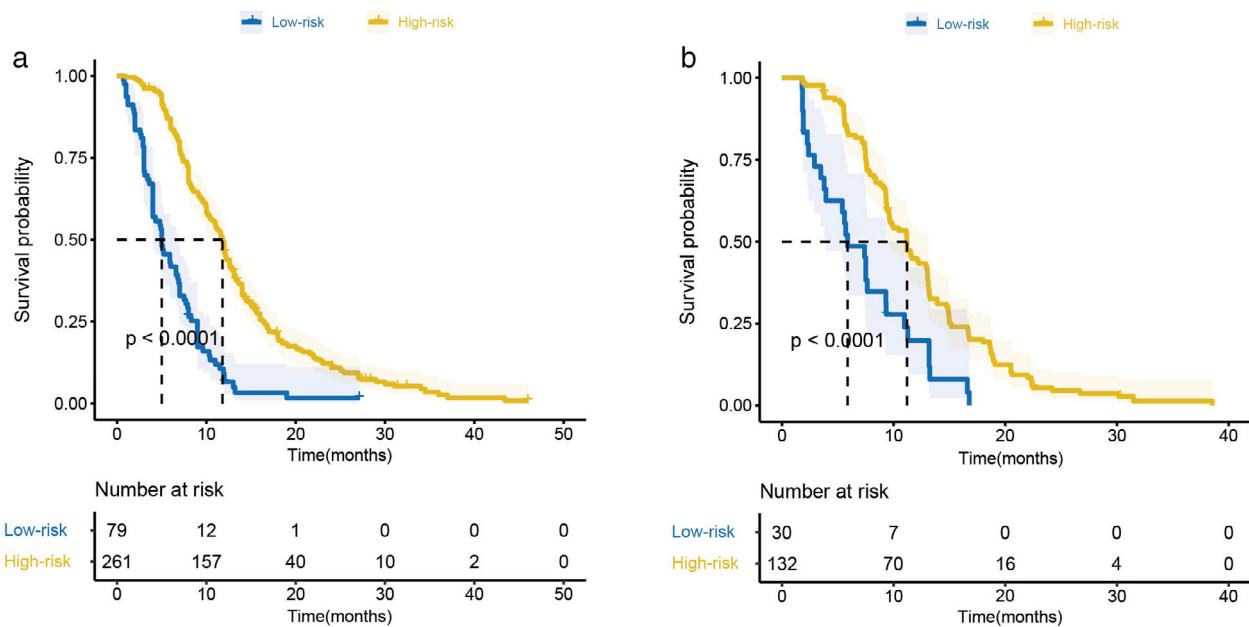 Low-risk High-risk
a
1.00
0.75
0.50
0.25
0.00
Survival probability
p < 0.0001
0 10 20 30 40 50
Time(months)
Number at risk
Low-risk 79 12 1 0 0 0
High-risk 261 157 40 10 2 0
0 10 20 30 40 50
Time(months)
Low-risk High-risk
b
1.00
0.75
0.50
0.25
0.00
Survival probability
p < 0.0001
0 10 20 30 40
Time(months)
Number at risk
Low-risk 30 7 0 0 0
High-risk 132 70 16 4 0
0 10 20 30 40
Time(months)